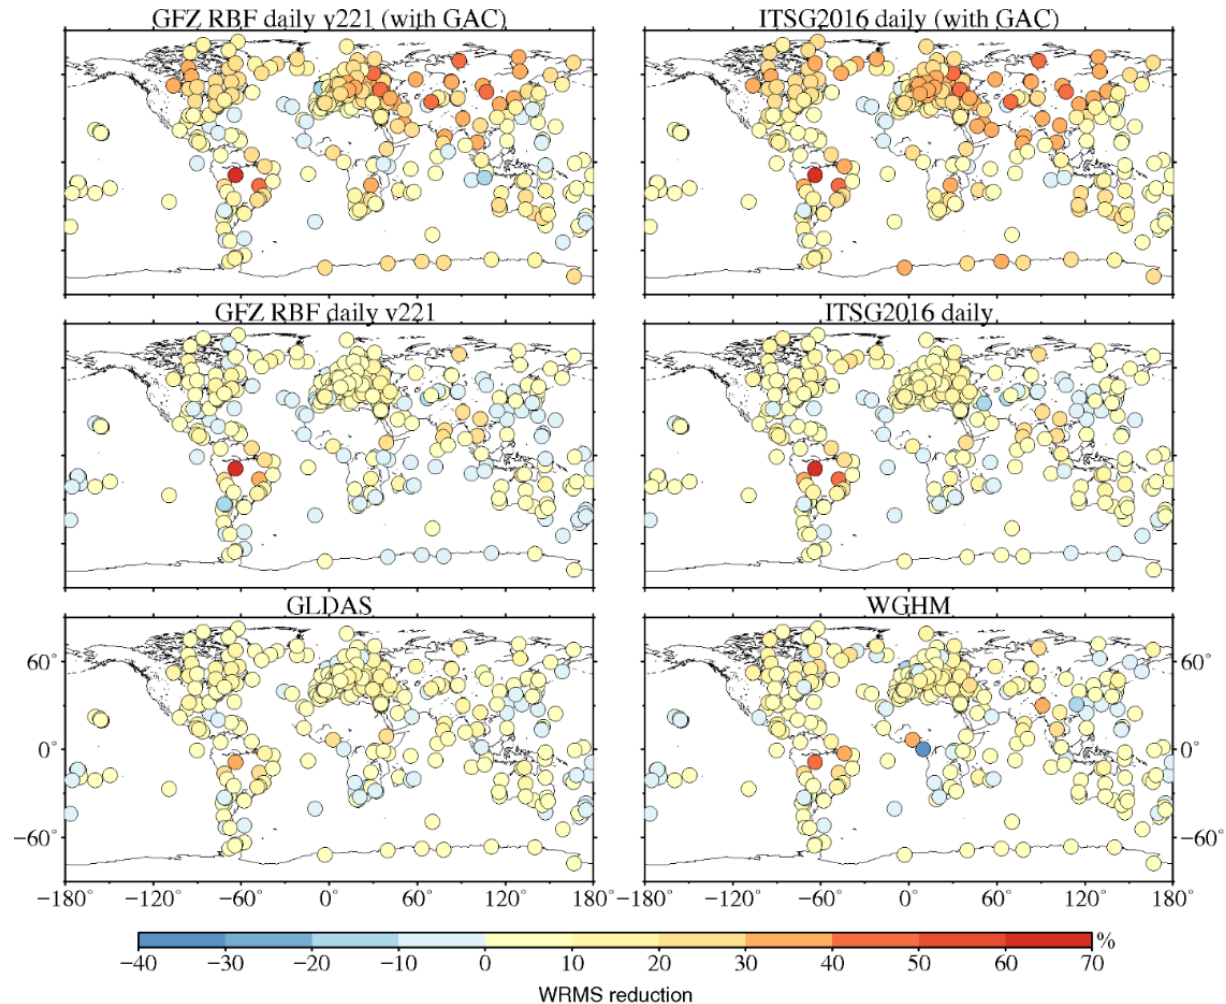 GFZ RBF daily v221 (with GAC)
ITSG2016 daily (with GAC)
GFZ RBF daily v221
ITSG2016 daily
GLDAS
WGHM
60°
60°
0°
0°
−60°
−60°
−180° −120° −60° 0° 60° 120° 180°
−180° −120° −60° 0° 60° 120° 180°
%
−40 −30 −20 −10 0 10 20 30 40 50 60 70
WRMS reduction